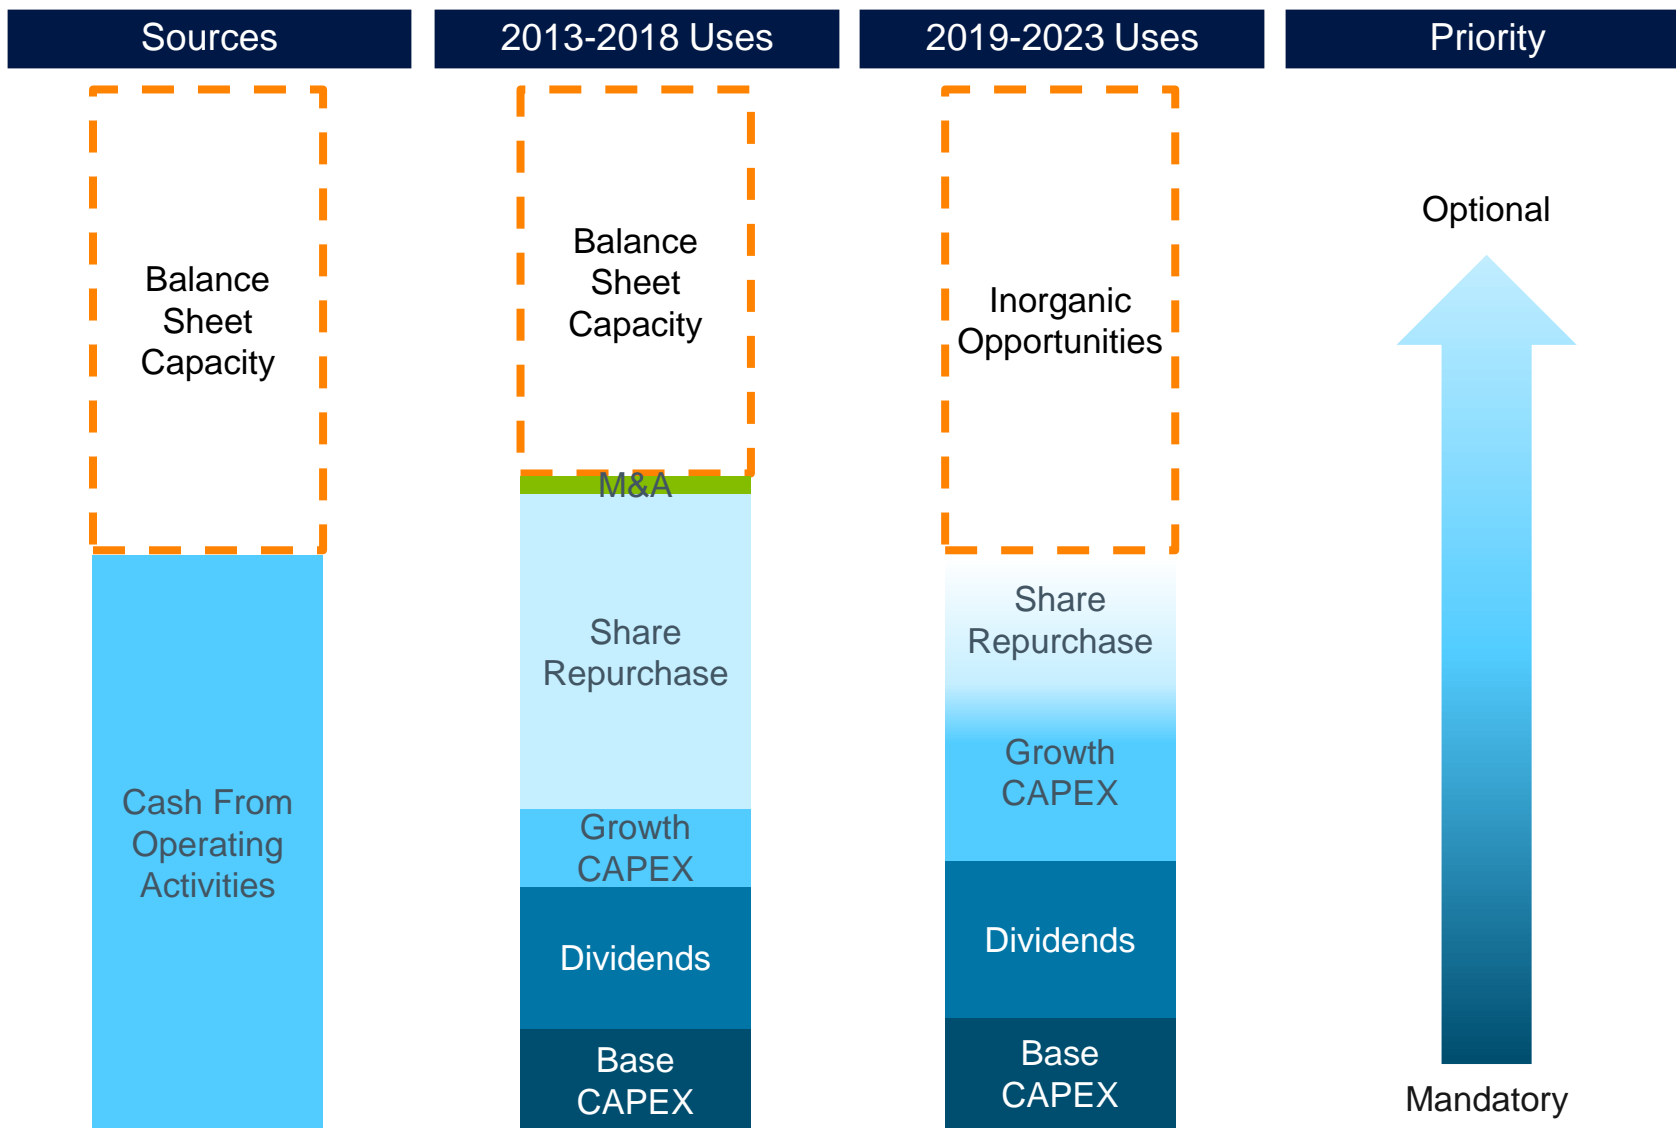 Sources
2013-2018 Uses
2019-2023 Uses
Priority
Balance
Sheet
Capacity
Cash From
Operating
Activities
Balance
Sheet
Capacity
M&A
Share
Repurchase
Growth
CAPEX
Dividends
Base
CAPEX
Inorganic
Opportunities
Share
Repurchase
Growth
CAPEX
Dividends
Base
CAPEX
Optional
Mandatory